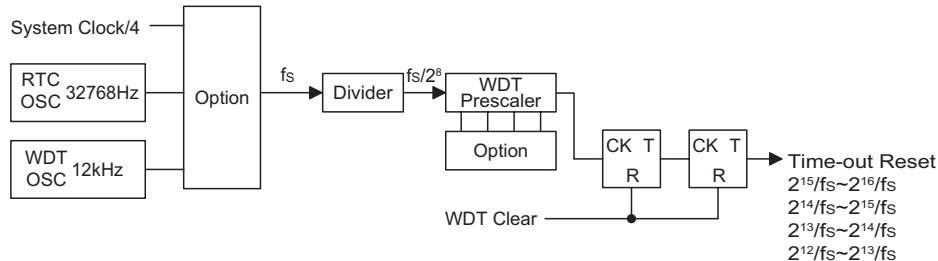 System Clock/4
RTC
OSC 32768Hz
WDT
OSC 12kHz
Option
fS
Divider
fS/2⁸
WDT
Prescaler
Option
CK T
R
CK T
R
WDT Clear
Time-out Reset
2¹⁵/fS~2¹⁶/fS
2¹⁴/fS~2¹⁵/fS
2¹³/fS~2¹⁴/fS
2¹²/fS~2¹³/fS